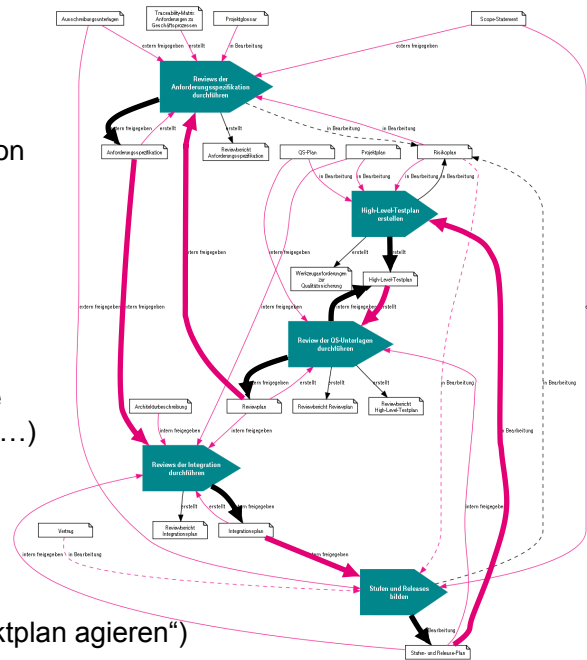 Ausschreibungsunterlagen
Traceability-Matrix
Anforderungen zu
Geschäftsprozessen
Projektglossar
Scope-Statement
extern freigegeben
erstellt
in Bearbeitung
extern freigegeben
Reviews der
Anforderungsspezifikation
durchführen
intern freigegeben
erstellt
erstellt
in Bearbeitung
in Bearbeitung
on
Anforderungsspezifikation
Reviewbericht
Anforderungsspezifikation
QS-Plan
Projektplan
Risikoplan
in Bearbeitung
in Bearbeitung
in Bearbeitung
in Bearbeitung
High-Level-Testplan
erstellen
erstellt
erstellt
Werkzeuganforderungen
zur
Qualitätssicherung
High-Level-Testplan
extern freigegeben
intern freigegeben
intern freigegeben
intern freigegeben
erstellt
Review der QS-Unterlagen
durchführen
intern freigegeben
erstellt
erstellt
erstellt
in Bearbeitung
in Bearbeitung
e
Architekturbeschreibung
Reviewplan
Reviewbericht Reviewplan
Reviewbericht
High-Level-Testplan
…)
intern freigegeben
intern freigegeben
in Bearbeitung
Reviews der Integration
durchführen
erstellt
erstellt
intern freigegeben
intern freigegeben
Vertrag
Reviewbericht
Integrationsplan
Integrationsplan
intern freigegeben
in Bearbeitung
intern freigegeben
Stufen und Releases
bilden
in Bearbeitung
ktplan agieren“)
Stufen- und Release-Plan